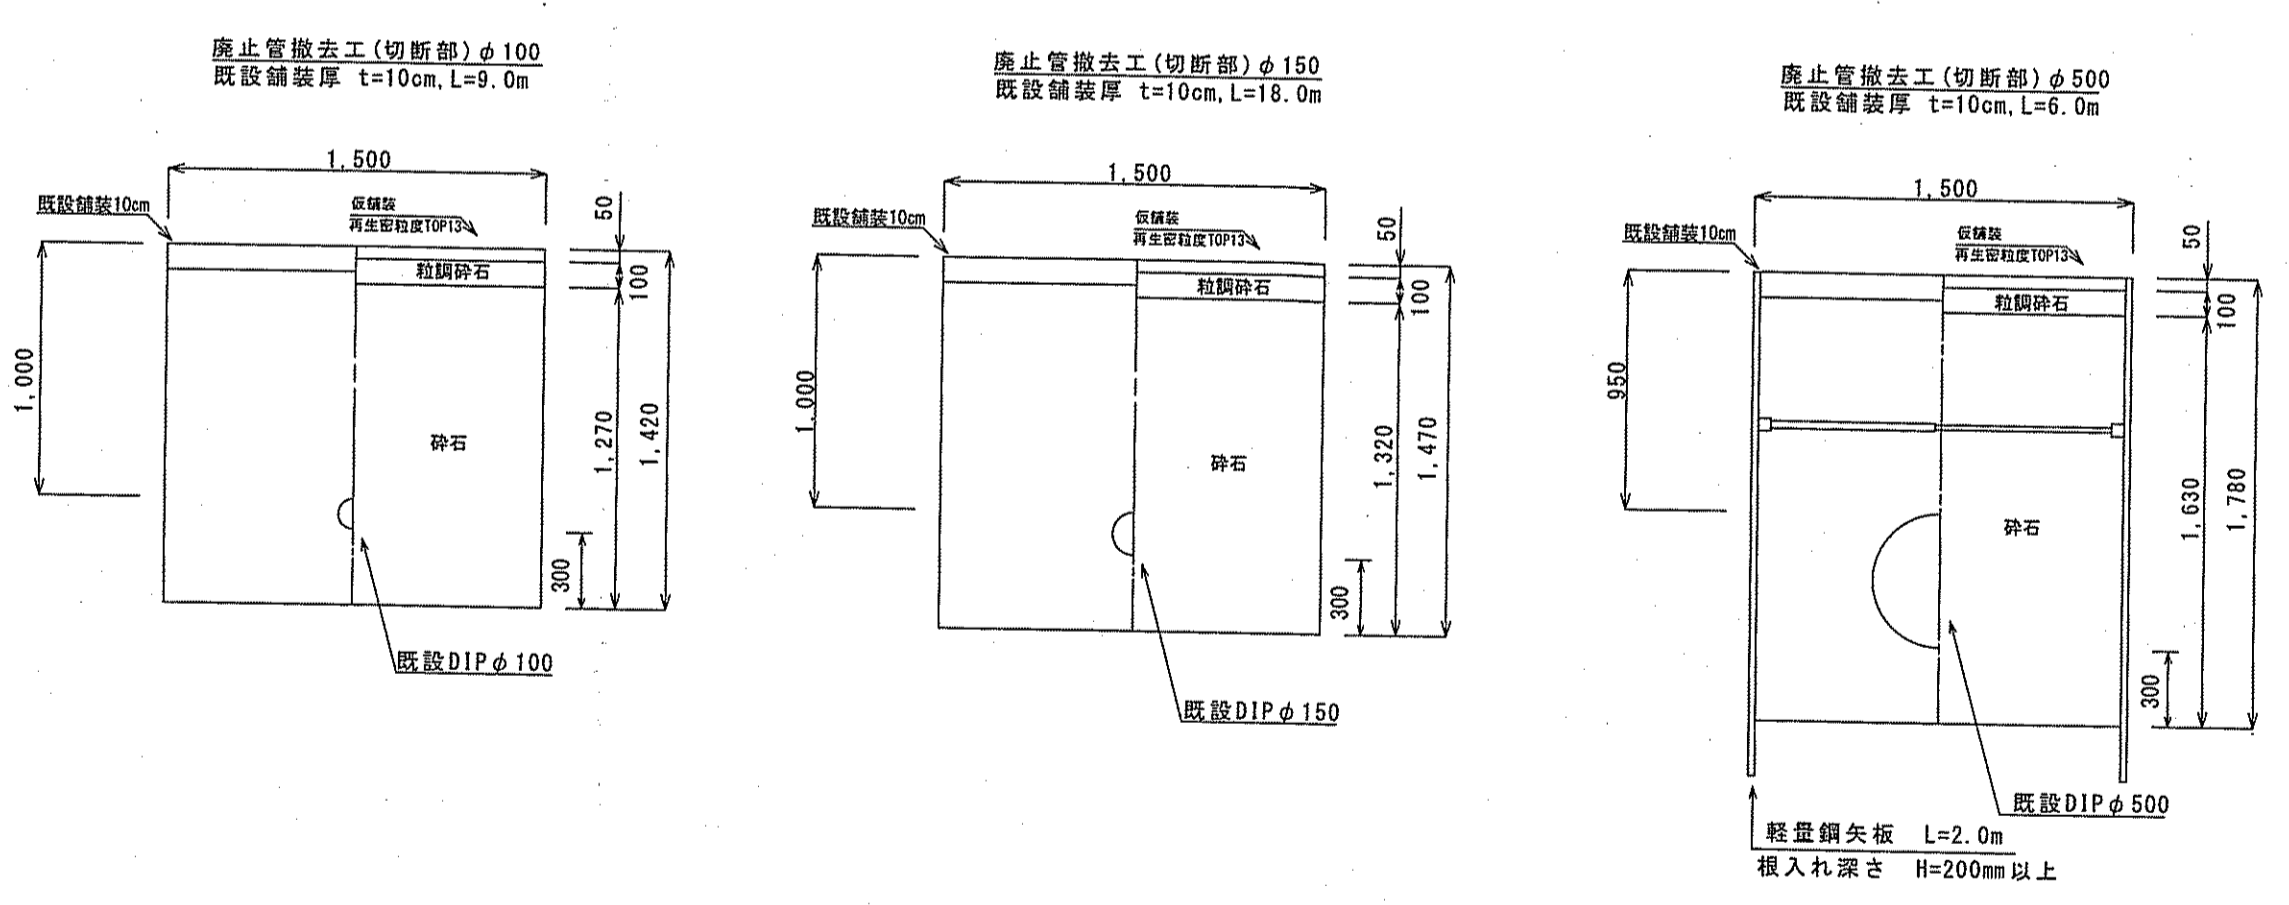 廃止管撤去工(切断部)φ100
既設舗装厚 t=10cm,L=9.0m
1,500
既設舗装10cm
仮舗装
再生密粒度TOP13
50
粒調砕石
100
1,000
砕石
1,270
1,420
300
既設DIPφ100
廃止管撤去工(切断部)φ150
既設舗装厚 t=10cm,L=18.0m
1,500
既設舗装10cm
仮舗装
再生密粒度TOP13
50
粒調砕石
100
1,000
砕石
1,320
1,470
300
既設DIPφ150
廃止管撤去工(切断部)φ500
既設舗装厚 t=10cm,L=6.0m
1,500
既設舗装10cm
仮舗装
再生密粒度TOP13
50
粒調砕石
100
950
砕石
1,630
1,780
300
既設DIPφ500
軽量鋼矢板 L=2.0m
根入れ深さ H=200mm以上